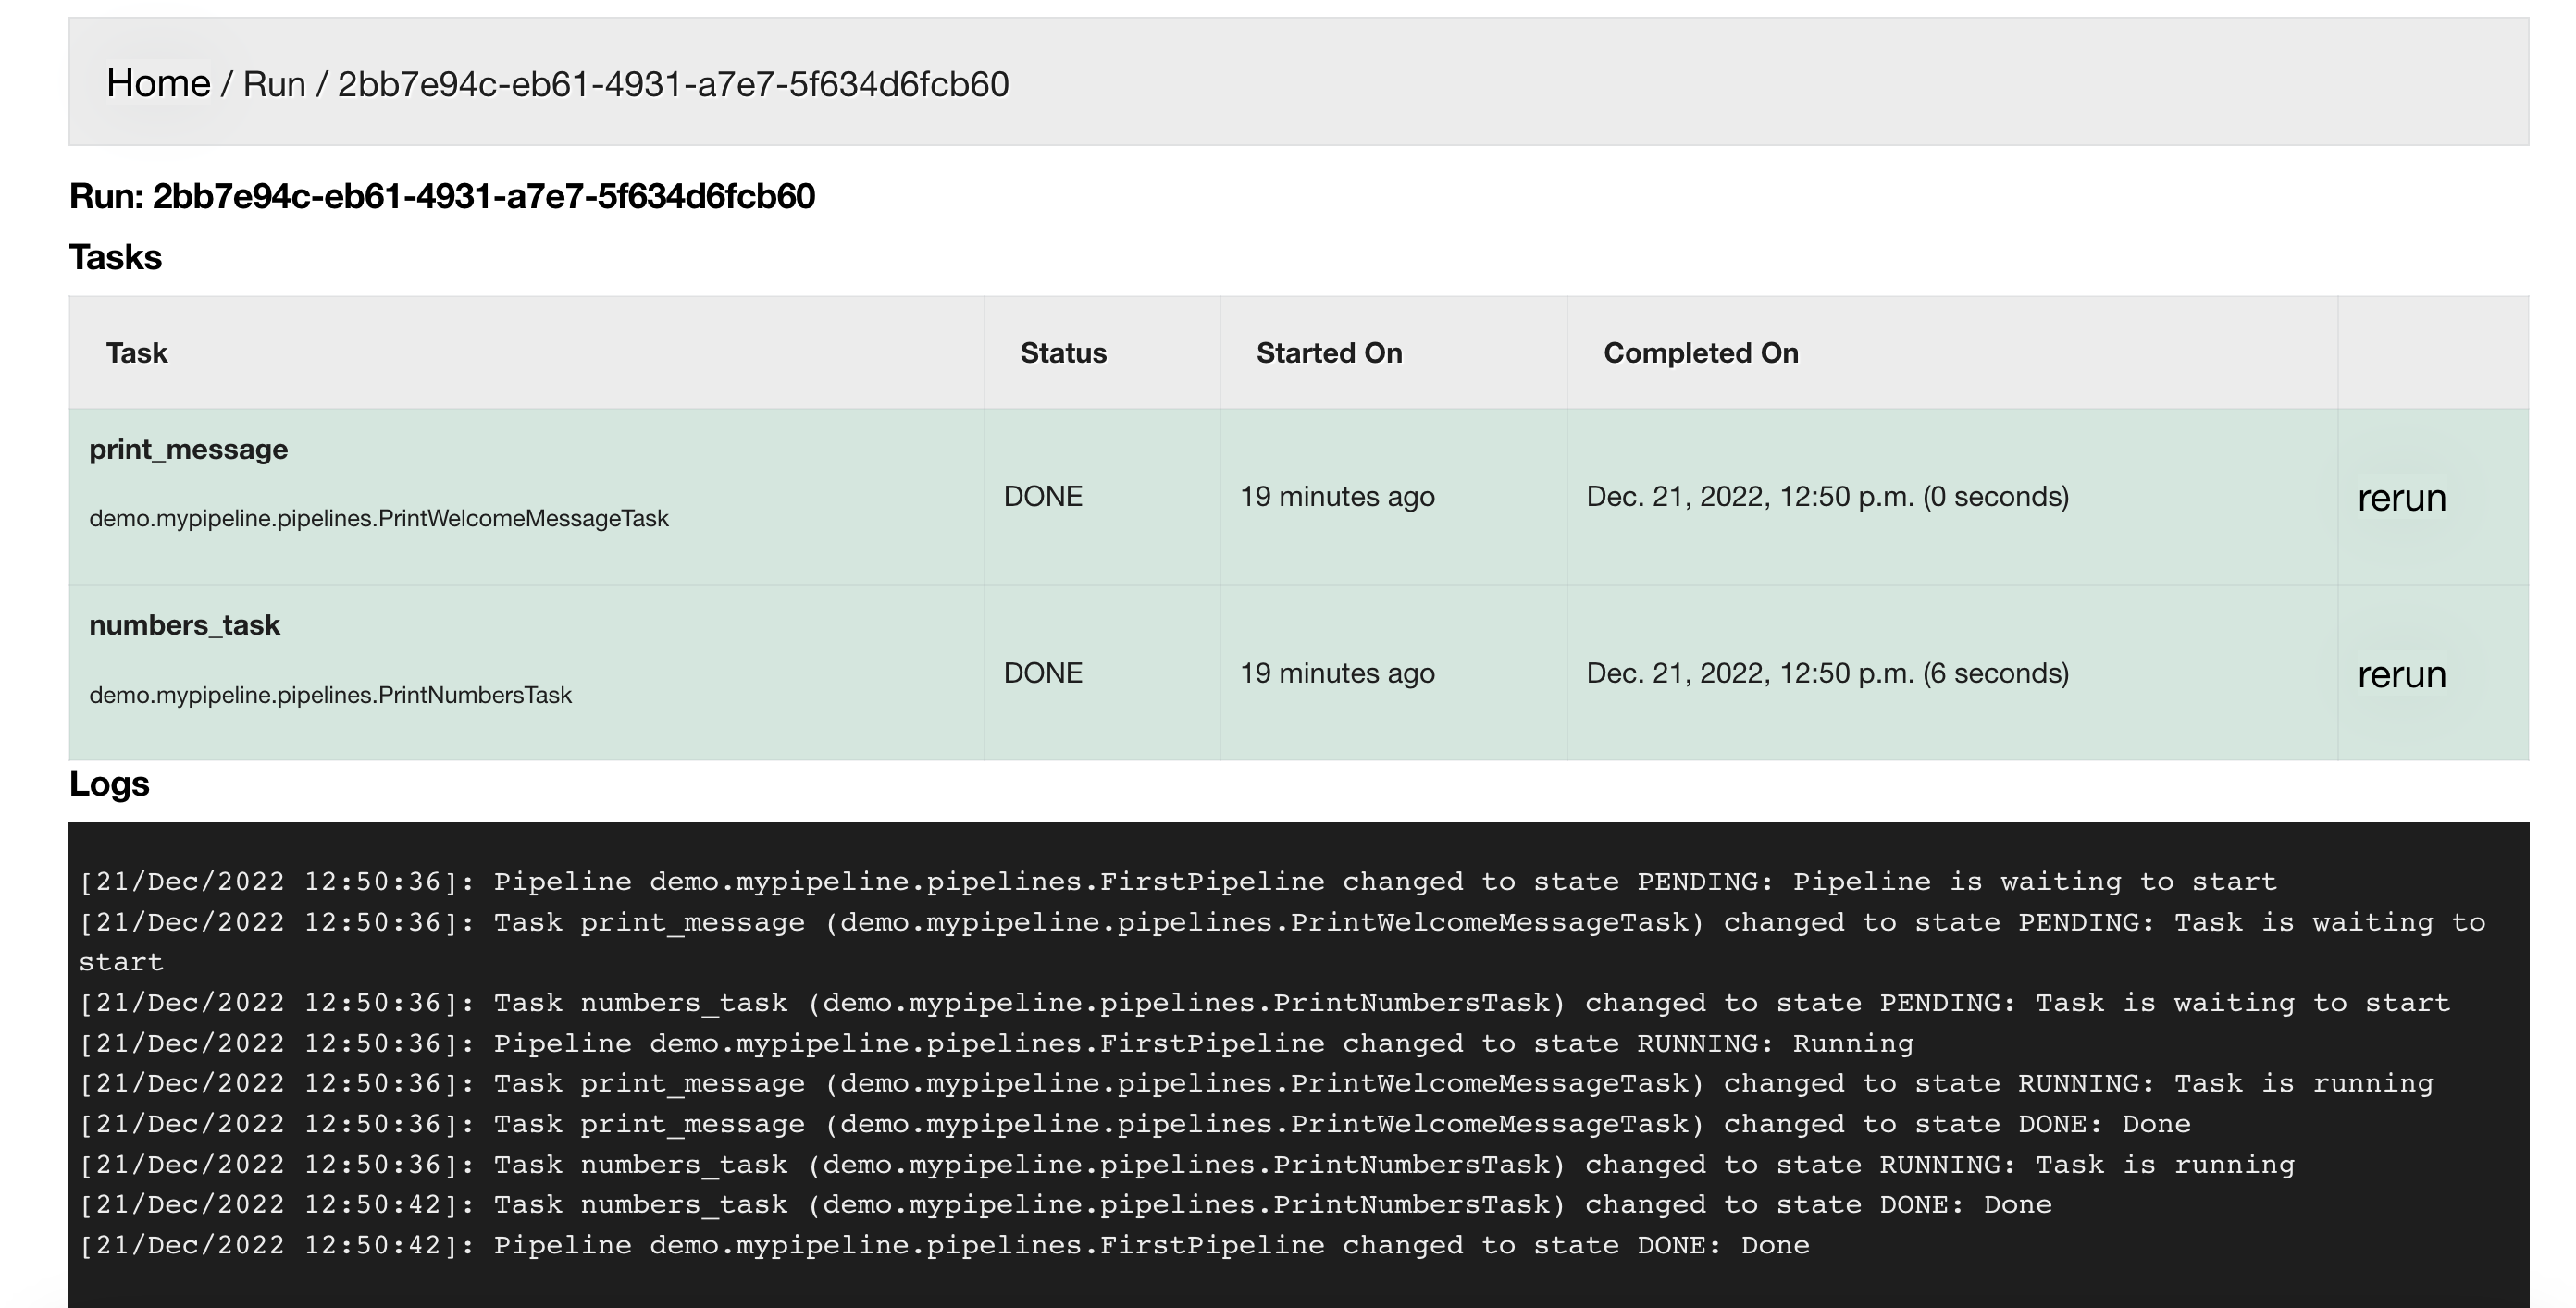 Home / Run / 2bb7e94c-eb61-4931-a7e7-5f634d6fcb60
Run: 2bb7e94c-eb61-4931-a7e7-5f634d6fcb60
Tasks
Task Status Started On Completed On
print_message
demo.mypipeline.pipelines.PrintWelcomeMessageTask
DONE 19 minutes ago Dec. 21, 2022, 12:50 p.m. (0 seconds) rerun
numbers_task
demo.mypipeline.pipelines.PrintNumbersTask
DONE 19 minutes ago Dec. 21, 2022, 12:50 p.m. (6 seconds) rerun
Logs
[21/Dec/2022 12:50:36]: Pipeline demo.mypipeline.pipelines.FirstPipeline changed to state PENDING: Pipeline is waiting to start
[21/Dec/2022 12:50:36]: Task print_message (demo.mypipeline.pipelines.PrintWelcomeMessageTask) changed to state PENDING: Task is waiting to
start
[21/Dec/2022 12:50:36]: Task numbers_task (demo.mypipeline.pipelines.PrintNumbersTask) changed to state PENDING: Task is waiting to start
[21/Dec/2022 12:50:36]: Pipeline demo.mypipeline.pipelines.FirstPipeline changed to state RUNNING: Running
[21/Dec/2022 12:50:36]: Task print_message (demo.mypipeline.pipelines.PrintWelcomeMessageTask) changed to state RUNNING: Task is running
[21/Dec/2022 12:50:36]: Task print_message (demo.mypipeline.pipelines.PrintWelcomeMessageTask) changed to state DONE: Done
[21/Dec/2022 12:50:36]: Task numbers_task (demo.mypipeline.pipelines.PrintNumbersTask) changed to state RUNNING: Task is running
[21/Dec/2022 12:50:42]: Task numbers_task (demo.mypipeline.pipelines.PrintNumbersTask) changed to state DONE: Done
[21/Dec/2022 12:50:42]: Pipeline demo.mypipeline.pipelines.FirstPipeline changed to state DONE: Done